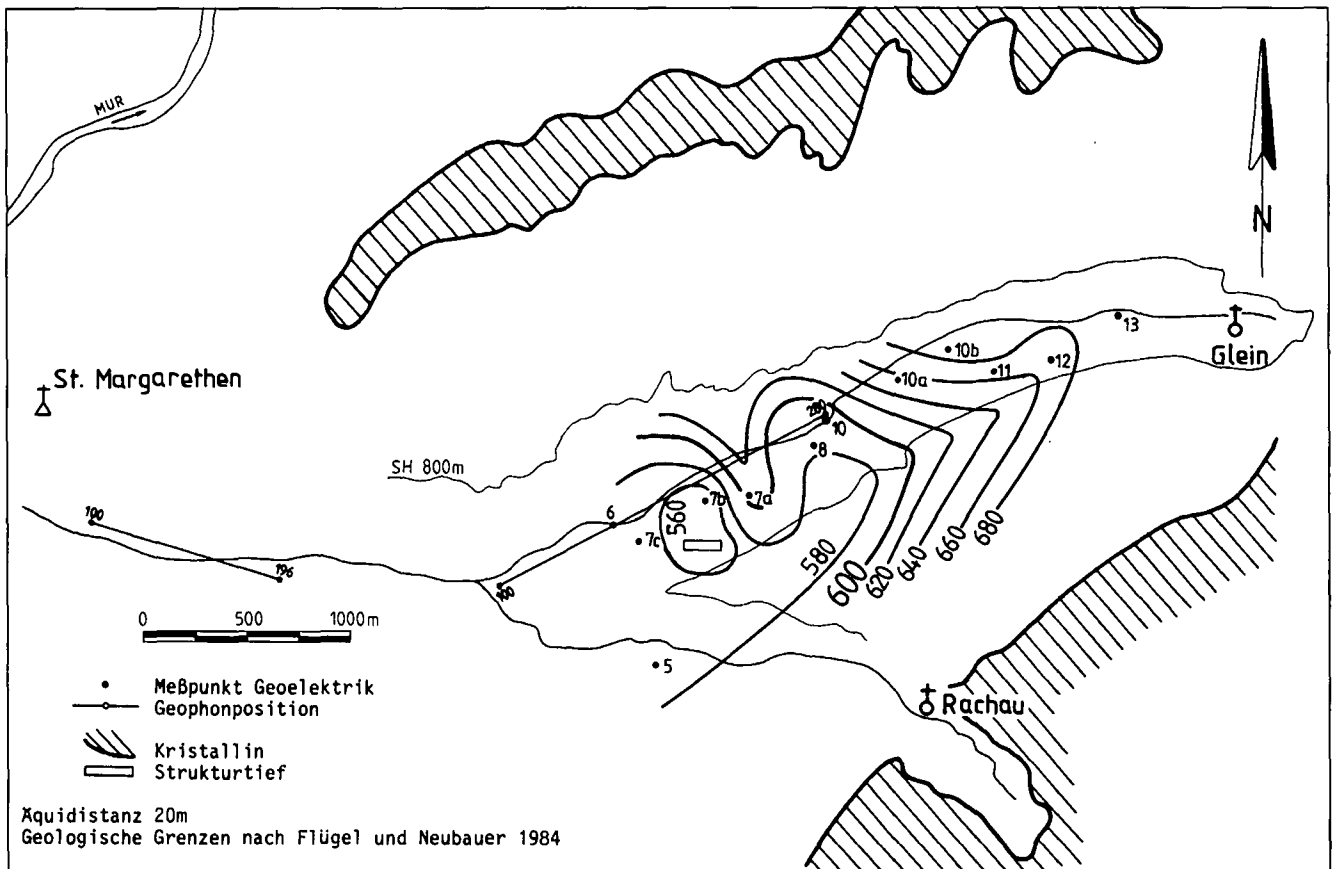 MUR
N
St. Margarethen
SH 800m
Glein
Rachau
13
12
11
10b
10a
10
280
8
7a
7b
7c
6
5
100
196
100
560
580
600
620
640
660
680
0 500 1000m
Meßpunkt Geoelektrik
Geophonposition
Kristallin
Strukturtief
Äquidistanz 20m
Geologische Grenzen nach Flügel und Neubauer 1984